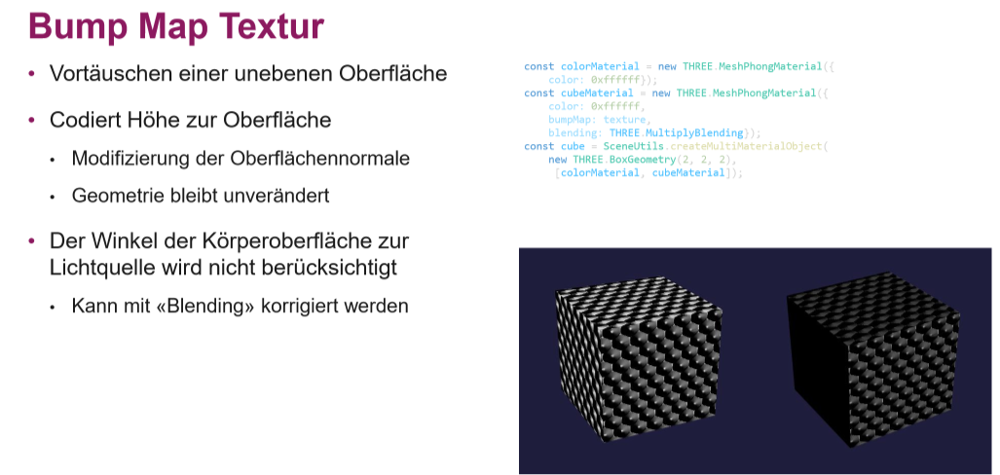 Bump Map Textur
• Vortäuschen einer unebenen Oberfläche
• Codiert Höhe zur Oberfläche
• Modifizierung der Oberflächennormale
• Geometrie bleibt unverändert
• Der Winkel der Körperoberfläche zur
Lichtquelle wird nicht berücksichtigt
• Kann mit «Blending» korrigiert werden
const colorMaterial = new THREE.MeshPhongMaterial({
color: 0xffffff});
const cubeMaterial = new THREE.MeshPhongMaterial({
color: 0xffffff,
bumpMap: texture,
blending: THREE.MultiplyBlending});
const cube = SceneUtils.createMultiMaterialObject(
new THREE.BoxGeometry(2, 2, 2),
[colorMaterial, cubeMaterial]);